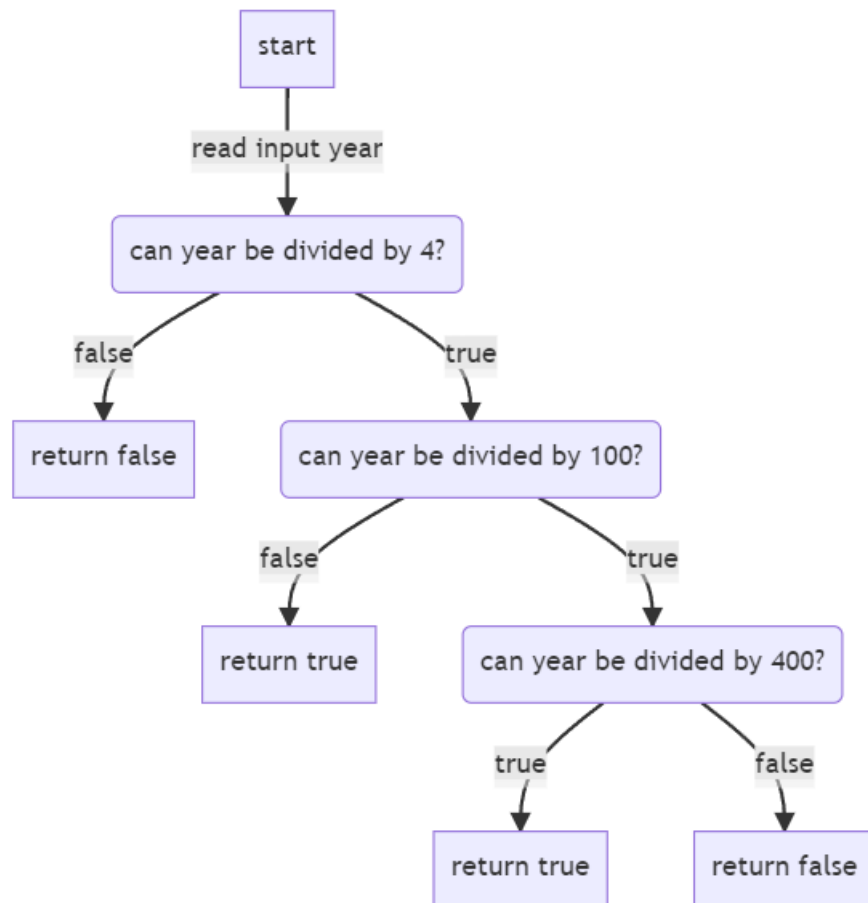 start
read input year
can year be divided by 4?
false
true
return false
can year be divided by 100?
false
true
return true
can year be divided by 400?
true
false
return true
return false